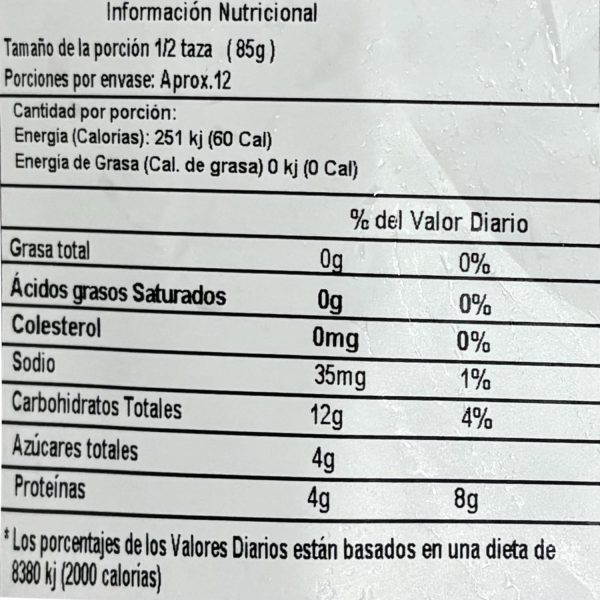 Información Nutricional
Tamaño de la porción 1/2 taza (85g)
Porciones por envase: Aprox.12
Cantidad por porción:
Energía (Calorías): 251 kj (60 Cal)
Energía de Grasa (Cal. de grasa) 0 kj (0 Cal)
% del Valor Diario
Grasa total 0g 0%
Ácidos grasos Saturados 0g 0%
Colesterol 0mg 0%
Sodio 35mg 1%
Carbohidratos Totales 12g 4%
Azúcares totales 4g
Proteínas 4g 8g
* Los porcentajes de los Valores Diarios están basados en una dieta de
8380 kj (2000 calorías)